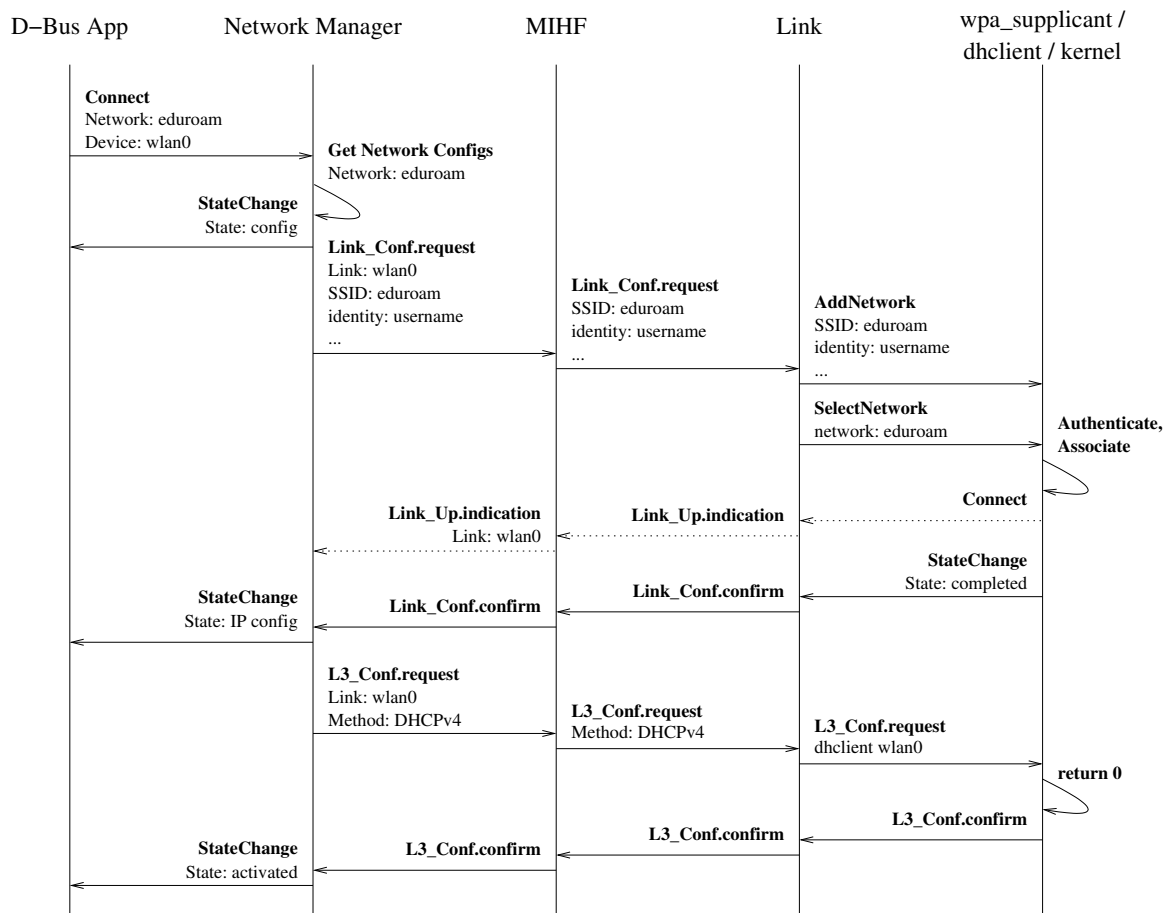 D−Bus App
Network Manager
MIHF
Link
wpa_supplicant /
dhclient / kernel
Connect
Network: eduroam
Device: wlan0
Get Network Configs
Network: eduroam
StateChange
State: config
Link_Conf.request
Link: wlan0
SSID: eduroam
identity: username
...
Link_Conf.request
SSID: eduroam
identity: username
...
AddNetwork
SSID: eduroam
identity: username
...
SelectNetwork
network: eduroam
Authenticate,
Associate
Connect
Link_Up.indication
Link_Up.indication
Link: wlan0
StateChange
State: completed
Link_Conf.confirm
Link_Conf.confirm
StateChange
State: IP config
L3_Conf.request
Link: wlan0
Method: DHCPv4
L3_Conf.request
Method: DHCPv4
L3_Conf.request
dhclient wlan0
return 0
L3_Conf.confirm
L3_Conf.confirm
L3_Conf.confirm
StateChange
State: activated